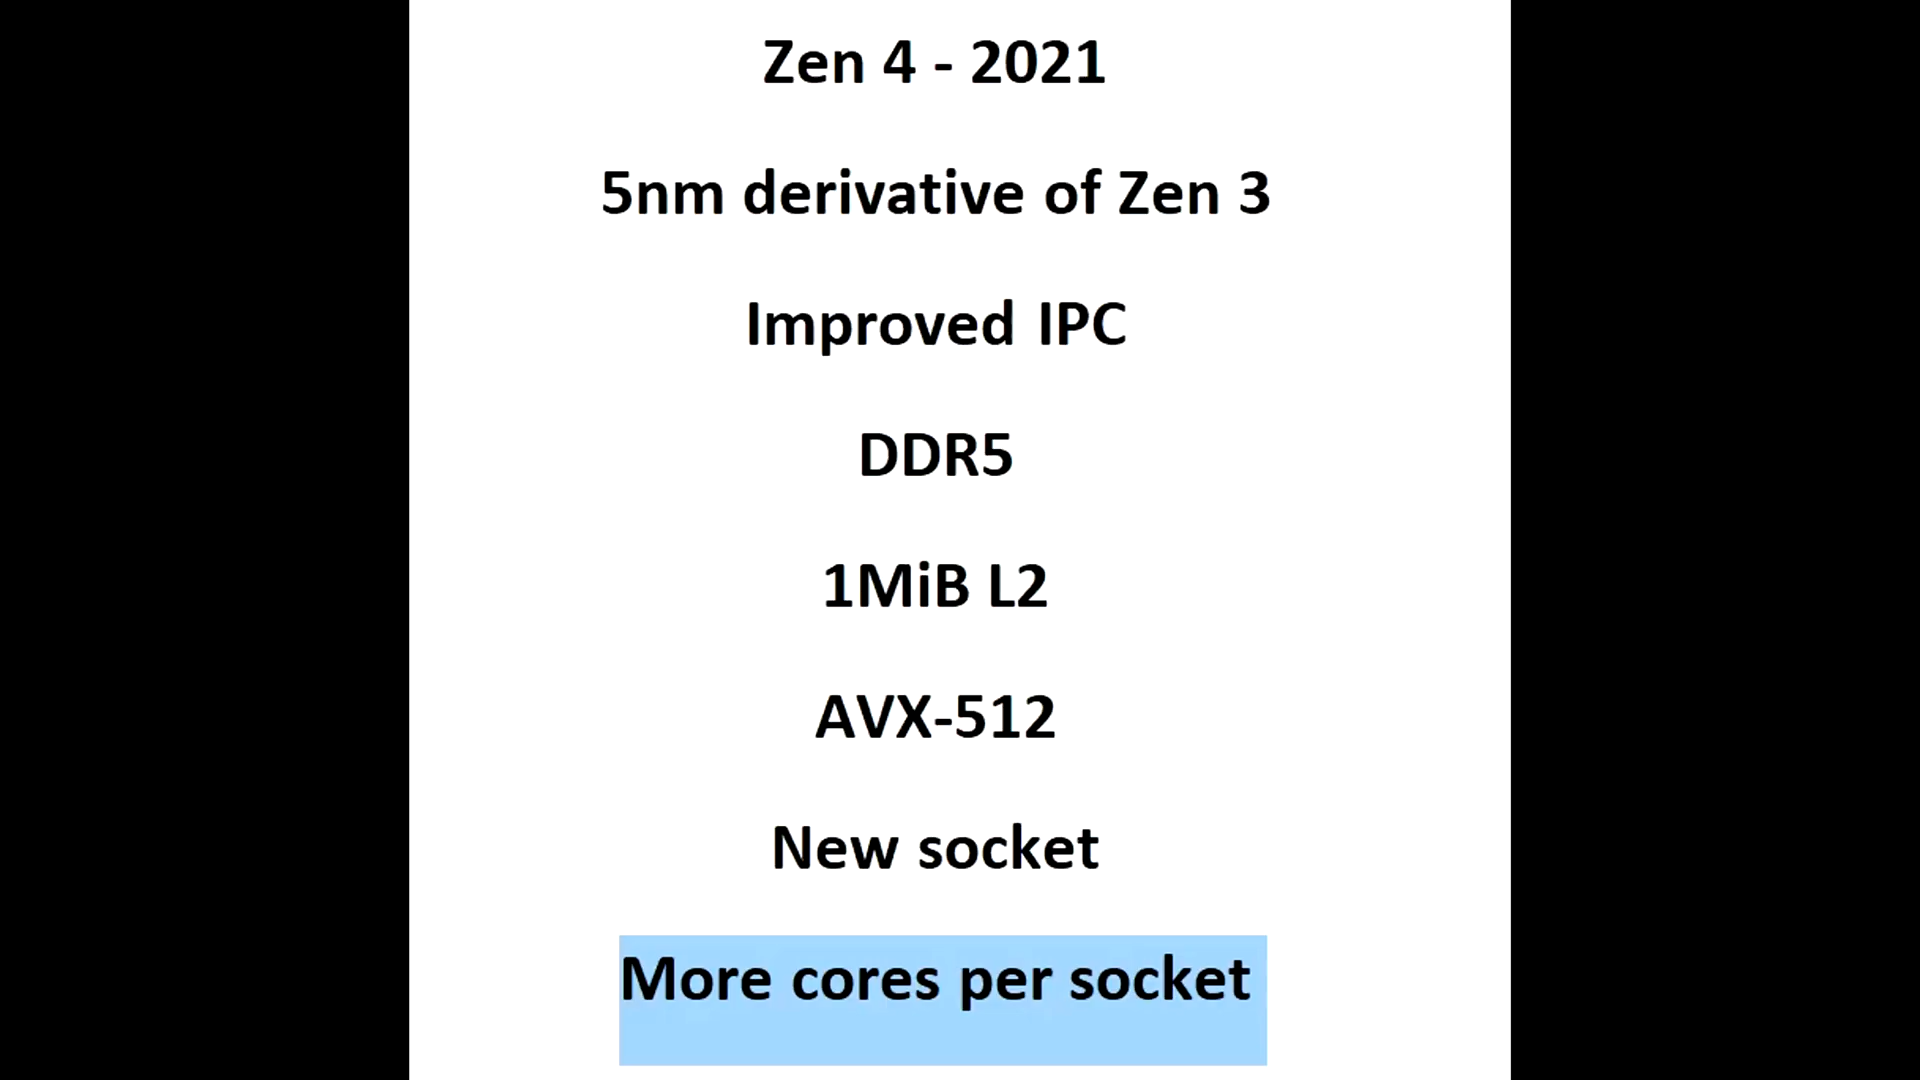 Zen 4 - 2021
5nm derivative of Zen 3
Improved IPC
DDR5
1MiB L2
AVX-512
New socket
More cores per socket